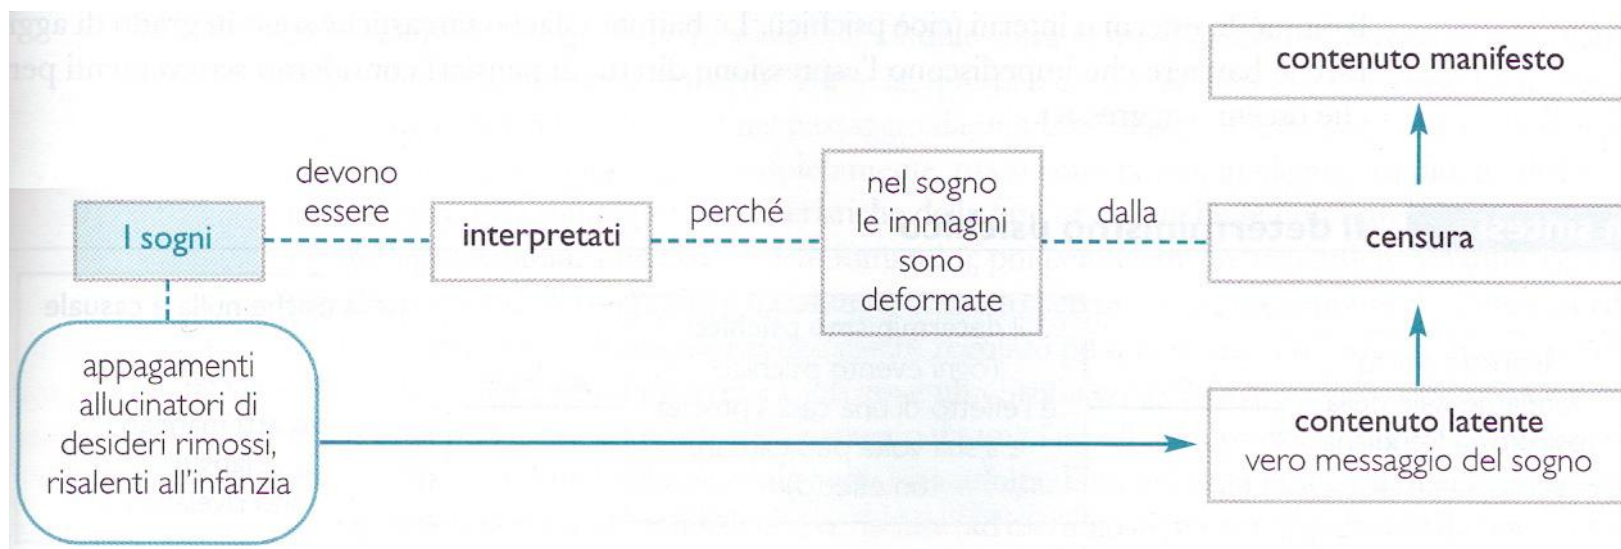 contenuto manifesto
devono
essere
I sogni
interpretati
perché
nel sogno
le immagini
sono
deformate
dalla
censura
appagamenti
allucinatori di
desideri rimossi,
risalenti all'infanzia
contenuto latente
vero messaggio del sogno